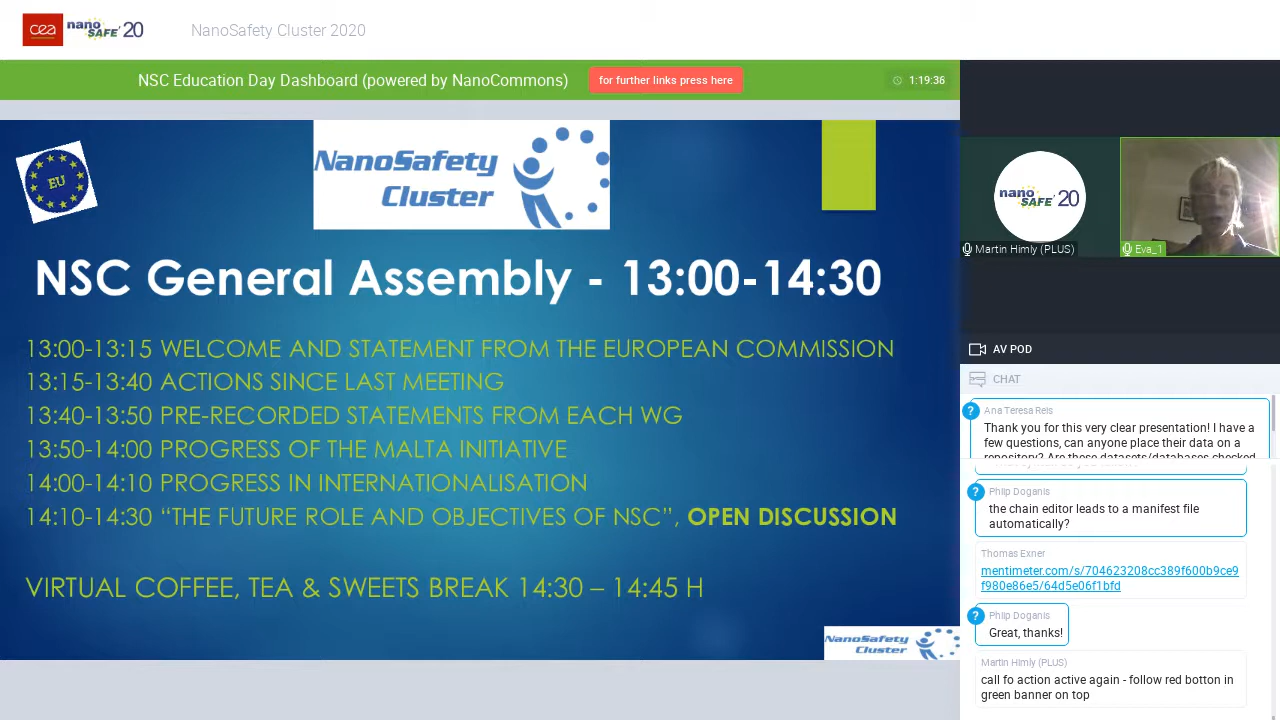 cea nano SAFE' 20
NanoSafety Cluster 2020
NSC Education Day Dashboard (powered by NanoCommons)
for further links press here
1:19:36
EU
NanoSafety
Cluster
NSC General Assembly - 13:00-14:30
13:00-13:15 WELCOME AND STATEMENT FROM THE EUROPEAN COMMISSION
13:15-13:40 ACTIONS SINCE LAST MEETING
13:40-13:50 PRE-RECORDED STATEMENTS FROM EACH WG
13:50-14:00 PROGRESS OF THE MALTA INITIATIVE
14:00-14:10 PROGRESS IN INTERNATIONALISATION
14:10-14:30 “THE FUTURE ROLE AND OBJECTIVES OF NSC”, OPEN DISCUSSION
VIRTUAL COFFEE, TEA & SWEETS BREAK 14:30 – 14:45 H
NanoSafety
Cluster
nano SAFE' 20
Martin Himly (PLUS)
Eva_1
AV POD
CHAT
?
Ana Teresa Reis
Thank you for this very clear presentation! I have a
few questions, can anyone place their data on a
repository? Are these datasets/databases checked
?
Philp Doganis
the chain editor leads to a manifest file
automatically?
Thomas Exner
mentimeter.com/s/704623208cc389f600b9ce9
f980e86e5/64d5e06f1bfd
?
Philp Doganis
Great, thanks!
Martin Himly (PLUS)
call fo action active again - follow red botton in
green banner on top